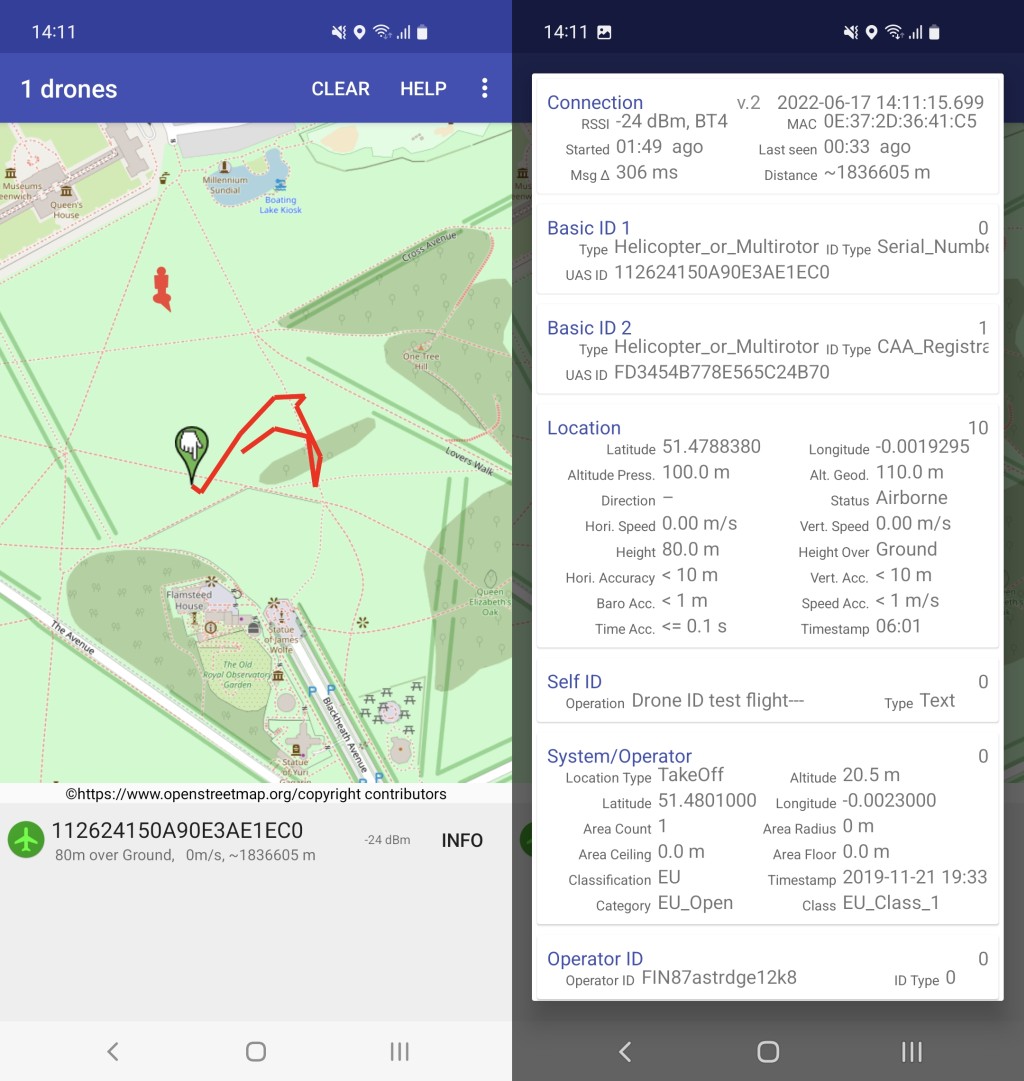 14:11
1 drones
CLEAR
HELP
Museums
Greenwich
Queen's
House
Millennium
Sundial
Boating
Lake Kiosk
Cross Avenue
One Tree
Hill
Lovers Walk
Queen
Elizabeth's
Oak
Flamsteed
House
Statue
of James
Wolfe
The Avenue
The Old
Royal Observatory
Garden
P P
Blackheath Avenue
Statue
of Yuri
P P
©https://www.openstreetmap.org/copyright contributors
112624150A90E3AE1EC0
80m over Ground, 0m/s, ~1836605 m
-24 dBm
INFO
14:11
Connection v.2 2022-06-17 14:11:15.699
RSSI -24 dBm, BT4 MAC 0E:37:2D:36:41:C5
Started 01:49 ago Last seen 00:33 ago
Msg Δ 306 ms Distance ~1836605 m
Basic ID 1 0
Type Helicopter_or_Multirotor ID Type Serial_Numbe
UAS ID 112624150A90E3AE1EC0
Basic ID 2 1
Type Helicopter_or_Multirotor ID Type CAA_Registra
UAS ID FD3454B778E565C24B70
Location 10
Latitude 51.4788380 Longitude -0.0019295
Altitude Press. 100.0 m Alt. Geod. 110.0 m
Direction – Status Airborne
Hori. Speed 0.00 m/s Vert. Speed 0.00 m/s
Height 80.0 m Height Over Ground
Hori. Accuracy < 10 m Vert. Acc. < 10 m
Baro Acc. < 1 m Speed Acc. < 1 m/s
Time Acc. <= 0.1 s Timestamp 06:01
Self ID 0
Operation Drone ID test flight--- Type Text
System/Operator 0
Location Type TakeOff Altitude 20.5 m
Latitude 51.4801000 Longitude -0.0023000
Area Count 1 Area Radius 0 m
Area Ceiling 0.0 m Area Floor 0.0 m
Classification EU Timestamp 2019-11-21 19:33
Category EU_Open Class EU_Class_1
Operator ID 0
Operator ID FIN87astrdge12k8 ID Type 0